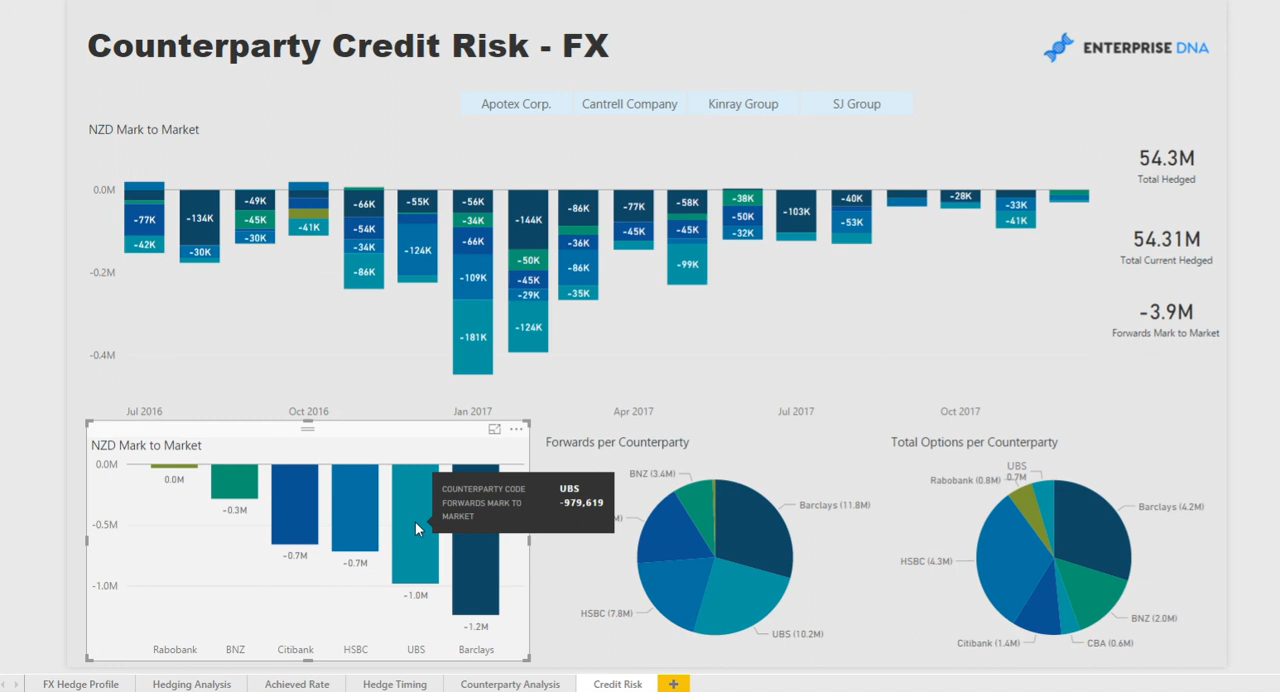 Counterparty Credit Risk - FX
ENTERPRISE DNA
Apotex Corp. Cantrell Company Kinray Group SJ Group
NZD Mark to Market
0.0M
-0.2M
-0.4M
-77K
-42K
-134K
-30K
-49K
-45K
-30K
-41K
-66K
-54K
-34K
-86K
-55K
-124K
-56K
-34K
-66K
-109K
-181K
-144K
-50K
-45K
-29K
-124K
-86K
-36K
-86K
-35K
-77K
-45K
-58K
-45K
-99K
-38K
-50K
-32K
-103K
-40K
-53K
-28K
-33K
-41K
Jul 2016 Oct 2016 Jan 2017 Apr 2017 Jul 2017 Oct 2017
54.3M
Total Hedged
54.31M
Total Current Hedged
-3.9M
Forwards Mark to Market
NZD Mark to Market
0.0M
-0.5M
-1.0M
0.0M
-0.3M
-0.7M
-0.7M
-1.0M
-1.2M
Rabobank BNZ Citibank HSBC UBS Barclays
COUNTERPARTY CODE UBS
FORWARDS MARK TO -979,619
MARKET
Forwards per Counterparty
BNZ (3.4M)
Barclays (11.8M)
HSBC (7.8M)
UBS (10.2M)
Total Options per Counterparty
UBS
0.7M
Rabobank (0.8M)
Barclays (4.2M)
HSBC (4.3M)
BNZ (2.0M)
Citibank (1.4M)
CBA (0.6M)
FX Hedge Profile Hedging Analysis Achieved Rate Hedge Timing Counterparty Analysis Credit Risk +